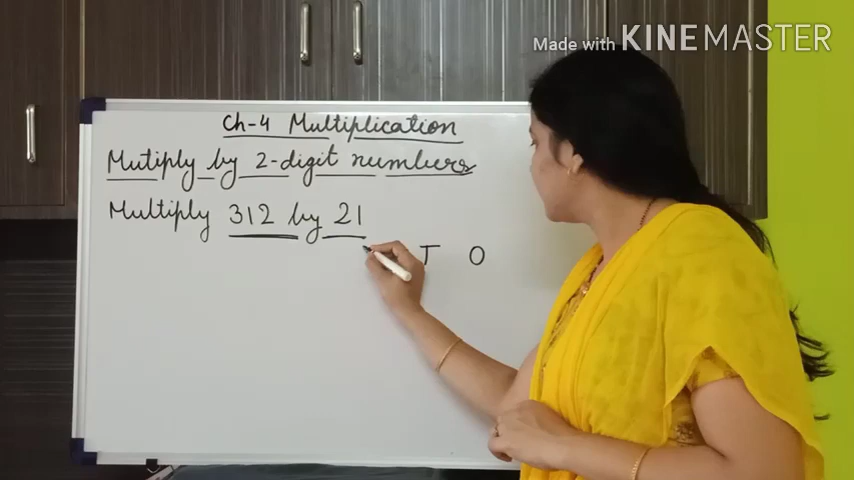 Made with KINEMASTER
Ch-4 Multiplication
Mutiply by 2-digit numbers
Multiply 312 by 21
T O